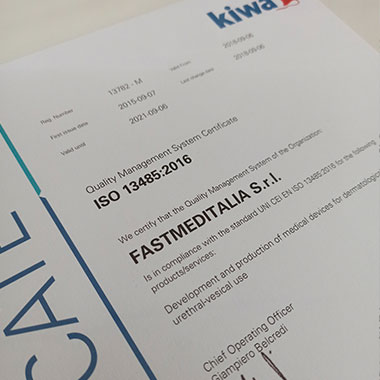 kiwa
Reg. Number 13782 - M Valid From 2018-09-06
First issue date 2015-09-07 Last change date 2018-09-06
Valid until 2021-09-06
Quality Management System Certificate
ISO 13485:2016
We certify that the Quality Management System of the Organization
FASTMEDITALIA S.r.l.
Is in compliance with the standard UNI CEI EN ISO 13485:2016 for the following
products/services:
Development and production of medical devices for dermatological
urethral-vesical use
Chief Operating Officer
Giampiero Belcredi
CATE